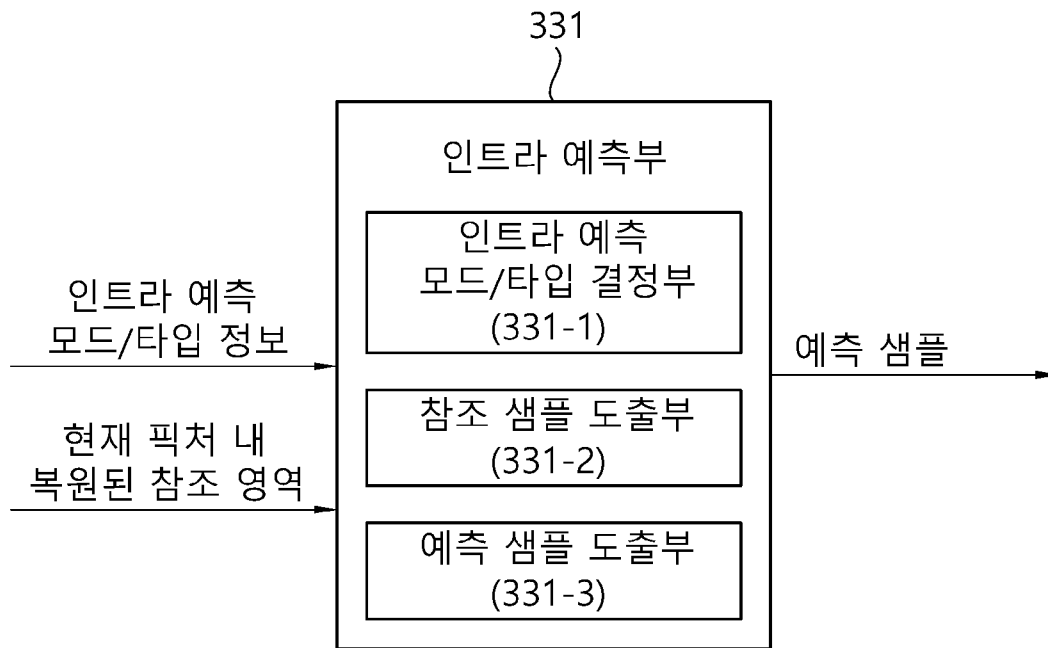 331
인트라 예측부
인트라 예측
모드/타입 결정부
(331-1)
인트라 예측
모드/타입 정보
예측 샘플
참조 샘플 도출부
(331-2)
현재 픽처 내
복원된 참조 영역
예측 샘플 도출부
(331-3)